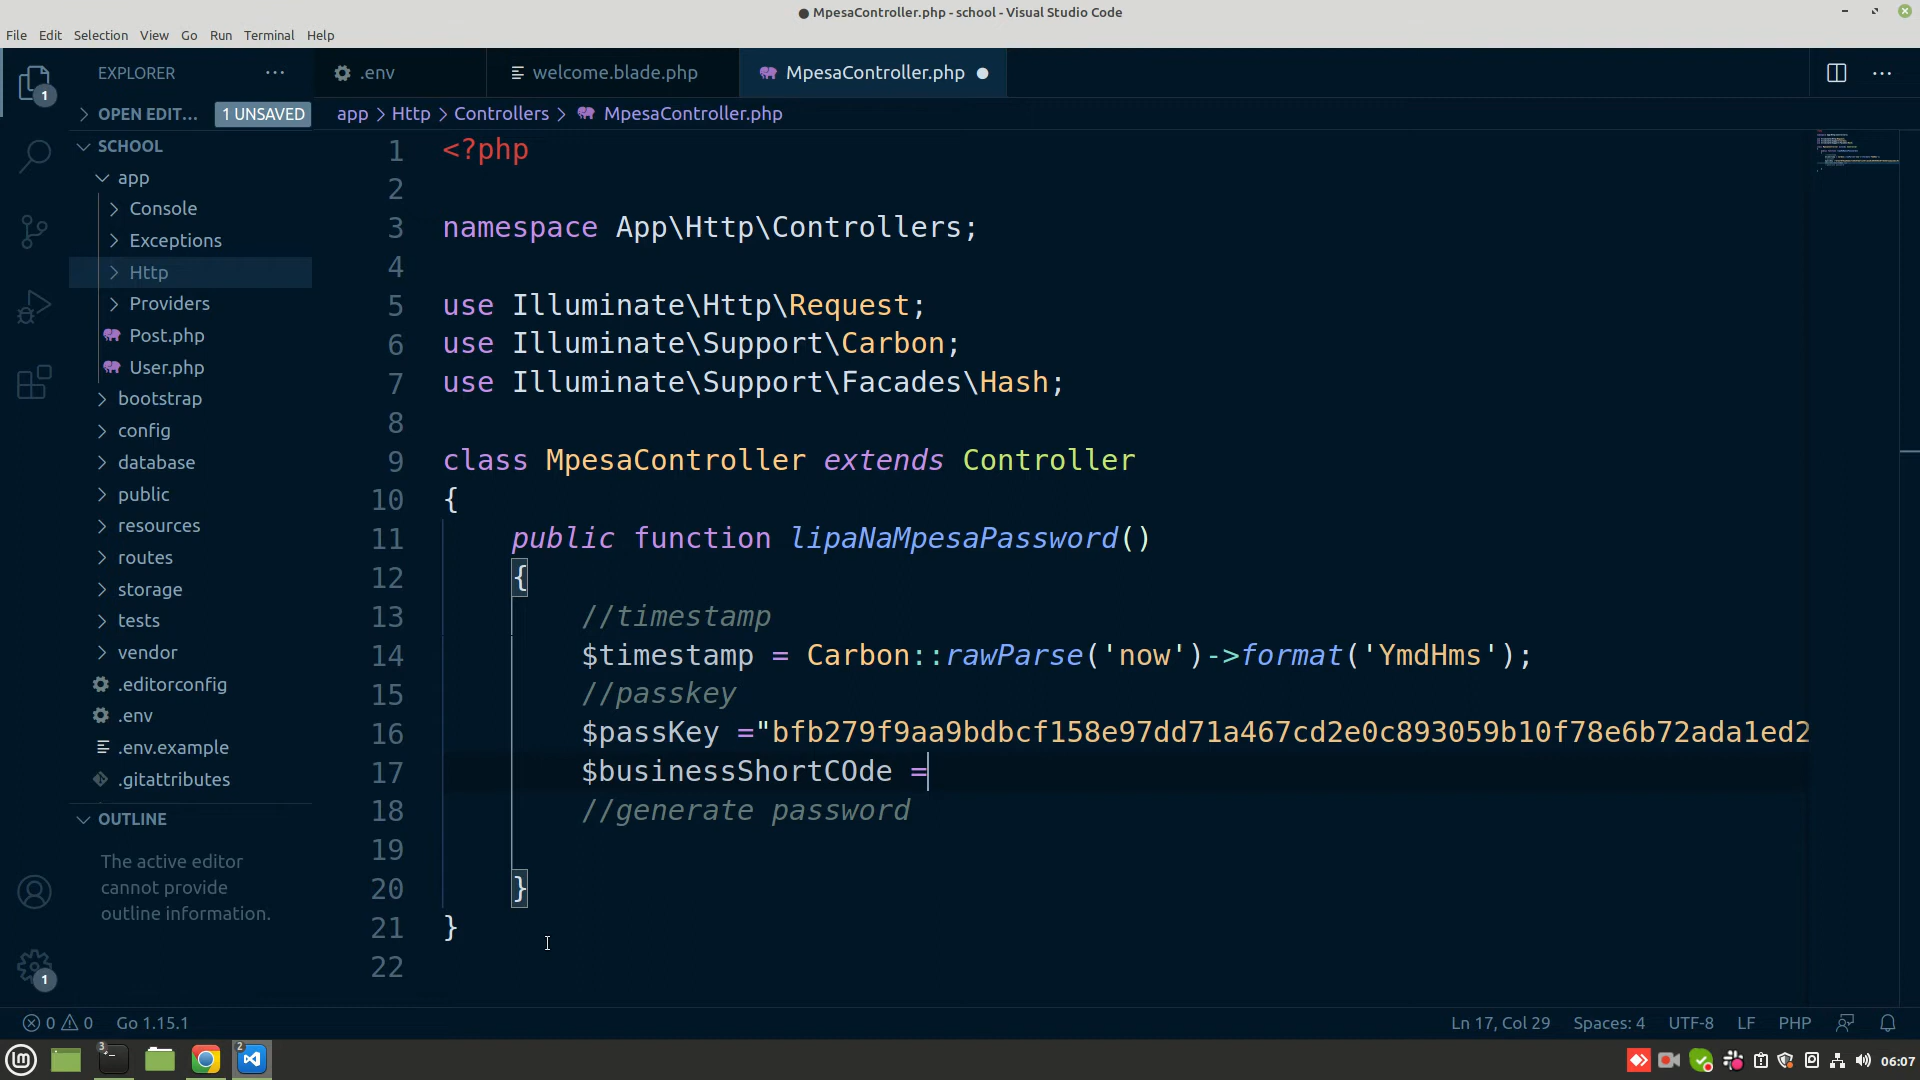 ● MpesaController.php - school - Visual Studio Code
File Edit Selection View Go Run Terminal Help
EXPLORER
.env
welcome.blade.php
MpesaController.php
1
OPEN EDIT... 1 UNSAVED
app > Http > Controllers > MpesaController.php
SCHOOL
app
Console
Exceptions
Http
Providers
Post.php
User.php
bootstrap
config
database
public
resources
routes
storage
tests
vendor
.editorconfig
.env
.env.example
.gitattributes
OUTLINE
The active editor
cannot provide
outline information.
1
1 <?php
2
3 namespace App\Http\Controllers;
4
5 use Illuminate\Http\Request;
6 use Illuminate\Support\Carbon;
7 use Illuminate\Support\Facades\Hash;
8
9 class MpesaController extends Controller
10 {
11 public function lipaNaMpesaPassword()
12 {
13 //timestamp
14 $timestamp = Carbon::rawParse('now')->format('YmdHms');
15 //passkey
16 $passKey ="bfb279f9aa9bdbcf158e97dd71a467cd2e0c893059b10f78e6b72ada1ed2
17 $businessShortCOde =
18 //generate password
19
20 }
21 }
22
0 0 Go 1.15.1
Ln 17, Col 29 Spaces: 4 UTF-8 LF PHP
3 2
06:07